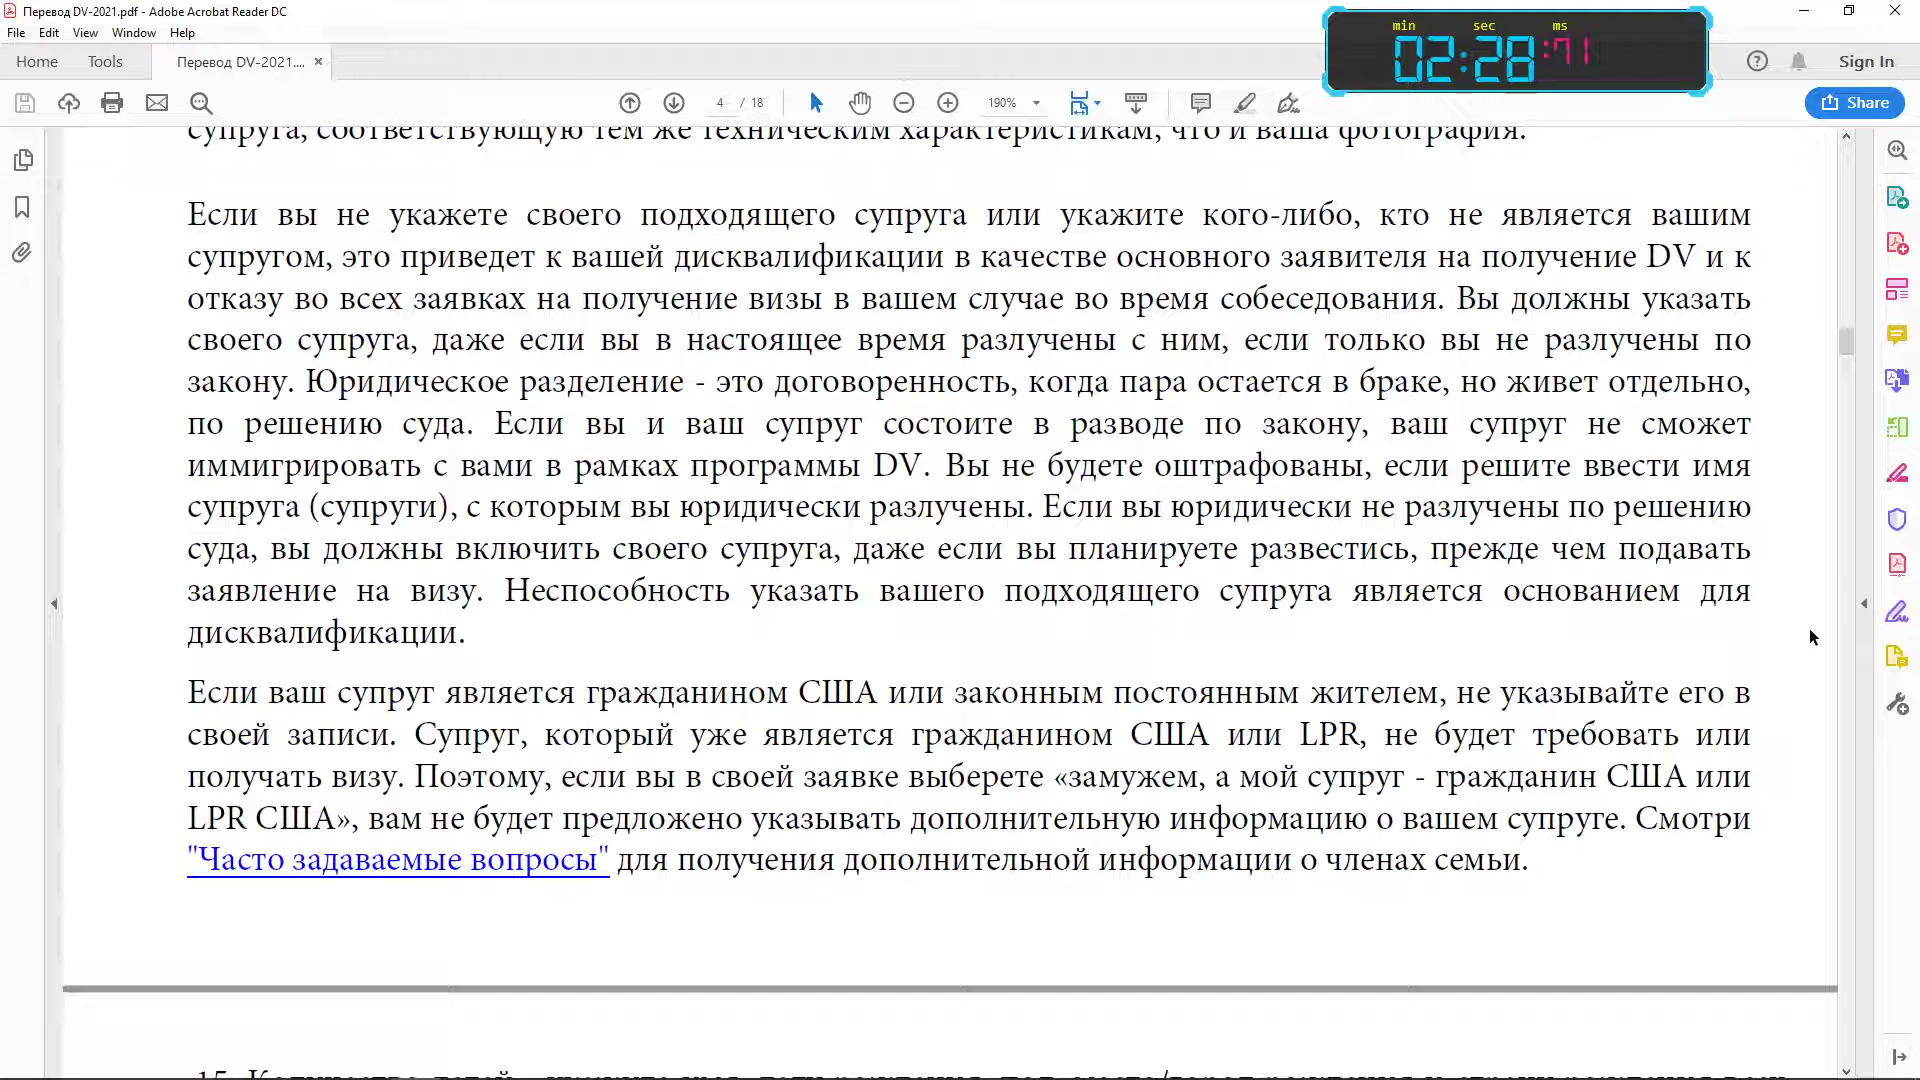 Перевод DV-2021.pdf - Adobe Acrobat Reader DC
File Edit View Window Help
min sec ms
02:28:71
Home Tools Перевод DV-2021.... × Sign In
4 / 18 190% Share
супруга, соответствующую тем же техническим характеристикам, что и ваша фотография.
Если вы не укажете своего подходящего супруга или укажите кого-либо, кто не является вашим
супругом, это приведет к вашей дисквалификации в качестве основного заявителя на получение DV и к
отказу во всех заявках на получение визы в вашем случае во время собеседования. Вы должны указать
своего супруга, даже если вы в настоящее время разлучены с ним, если только вы не разлучены по
закону. Юридическое разделение - это договоренность, когда пара остается в браке, но живет отдельно,
по решению суда. Если вы и ваш супруг состоите в разводе по закону, ваш супруг не сможет
иммигрировать с вами в рамках программы DV. Вы не будете оштрафованы, если решите ввести имя
супруга (супруги), с которым вы юридически разлучены. Если вы юридически не разлучены по решению
суда, вы должны включить своего супруга, даже если вы планируете развестись, прежде чем подавать
заявление на визу. Неспособность указать вашего подходящего супруга является основанием для
дисквалификации.
Если ваш супруг является гражданином США или законным постоянным жителем, не указывайте его в
своей записи. Супруг, который уже является гражданином США или LPR, не будет требовать или
получать визу. Поэтому, если вы в своей заявке выберете «замужем, а мой супруг - гражданин США или
LPR США», вам не будет предложено указывать дополнительную информацию о вашем супруге. Смотри
"Часто задаваемые вопросы" для получения дополнительной информации о членах семьи.